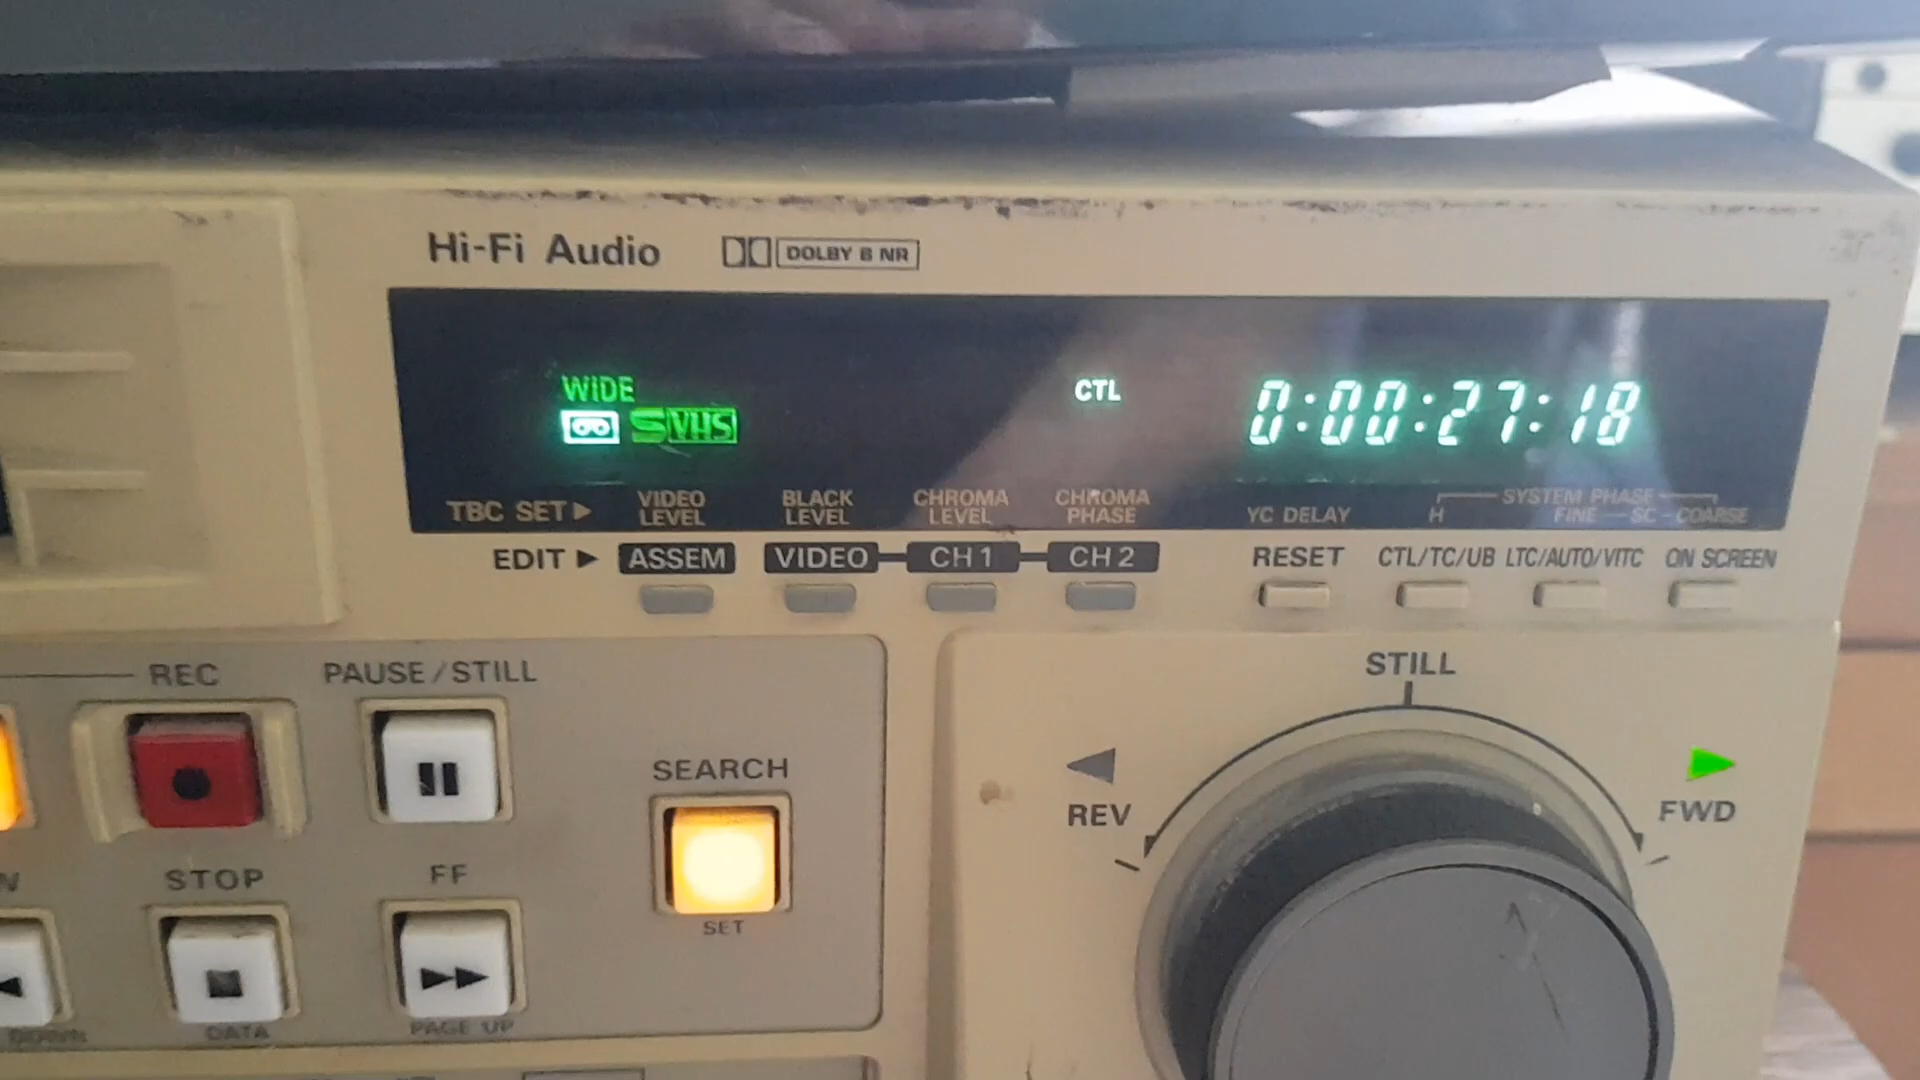 Hi-Fi Audio DOLBY B NR
WIDE
S VHS
CTL
0:00:27:18
TBC SET VIDEO LEVEL BLACK LEVEL CHROMA LEVEL CHROMA PHASE YC DELAY H SYSTEM PHASE FINE SC COARSE
EDIT ASSEM VIDEO CH 1 CH 2 RESET CTL/TC/UB LTC/AUTO/VITC ON SCREEN
REC PAUSE/STILL
STILL
SEARCH
REV FWD
STOP FF
SET
DATA PAGE UP